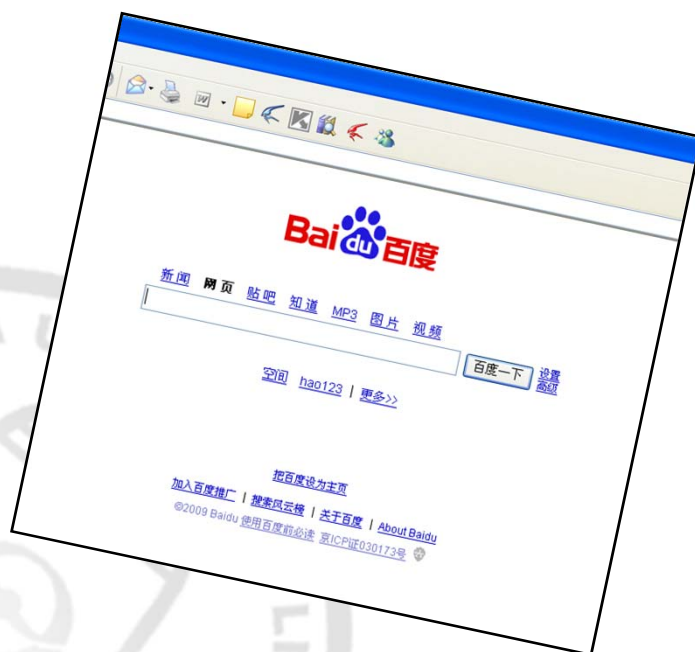 Bai du 百度
新闻 网页 贴吧 知道 MP3 图片 视频
百度一下 设置
高级
空间 hao123 | 更多>>
把百度设为主页
加入百度推广 | 搜索风云榜 | 关于百度 | About Baidu
©2009 Baidu 使用百度前必读 京ICP证030173号